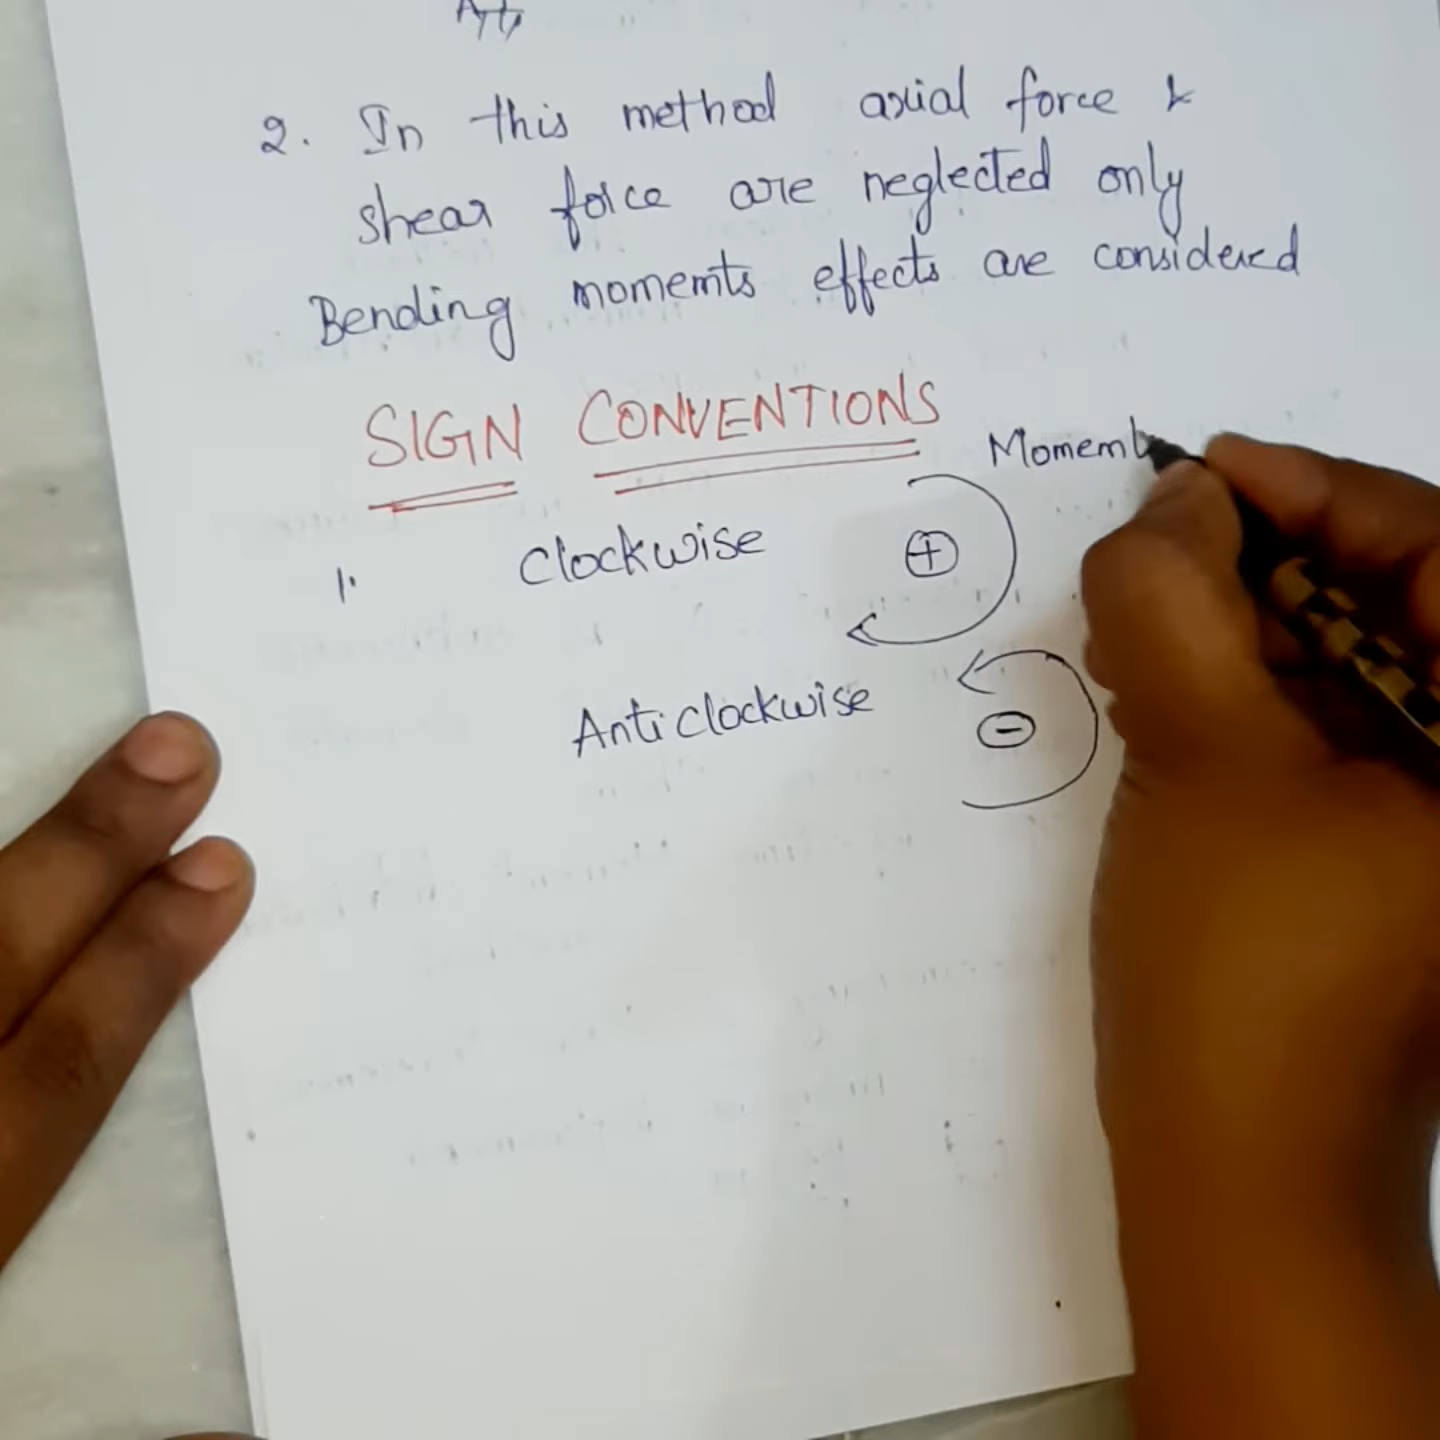 2. In this method axial force &
shear force are neglected only
Bending moments effects are considered
SIGN CONVENTIONS
Moment
1. Clockwise +
Anticlockwise -